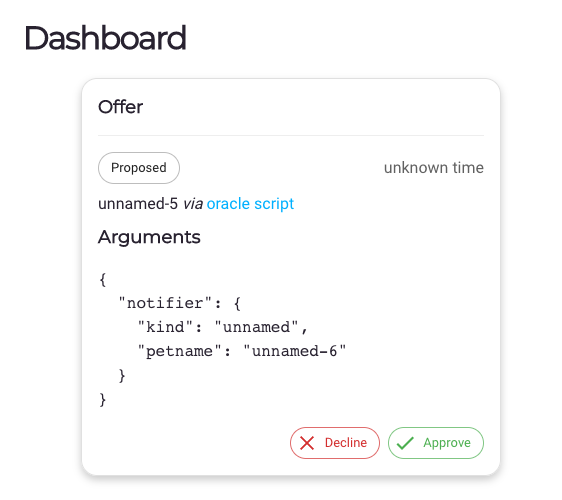 Dashboard
Offer
Proposed unknown time
unnamed-5 via oracle script
Arguments
{
  "notifier": {
    "kind": "unnamed",
    "petname": "unnamed-6"
  }
}
Decline Approve